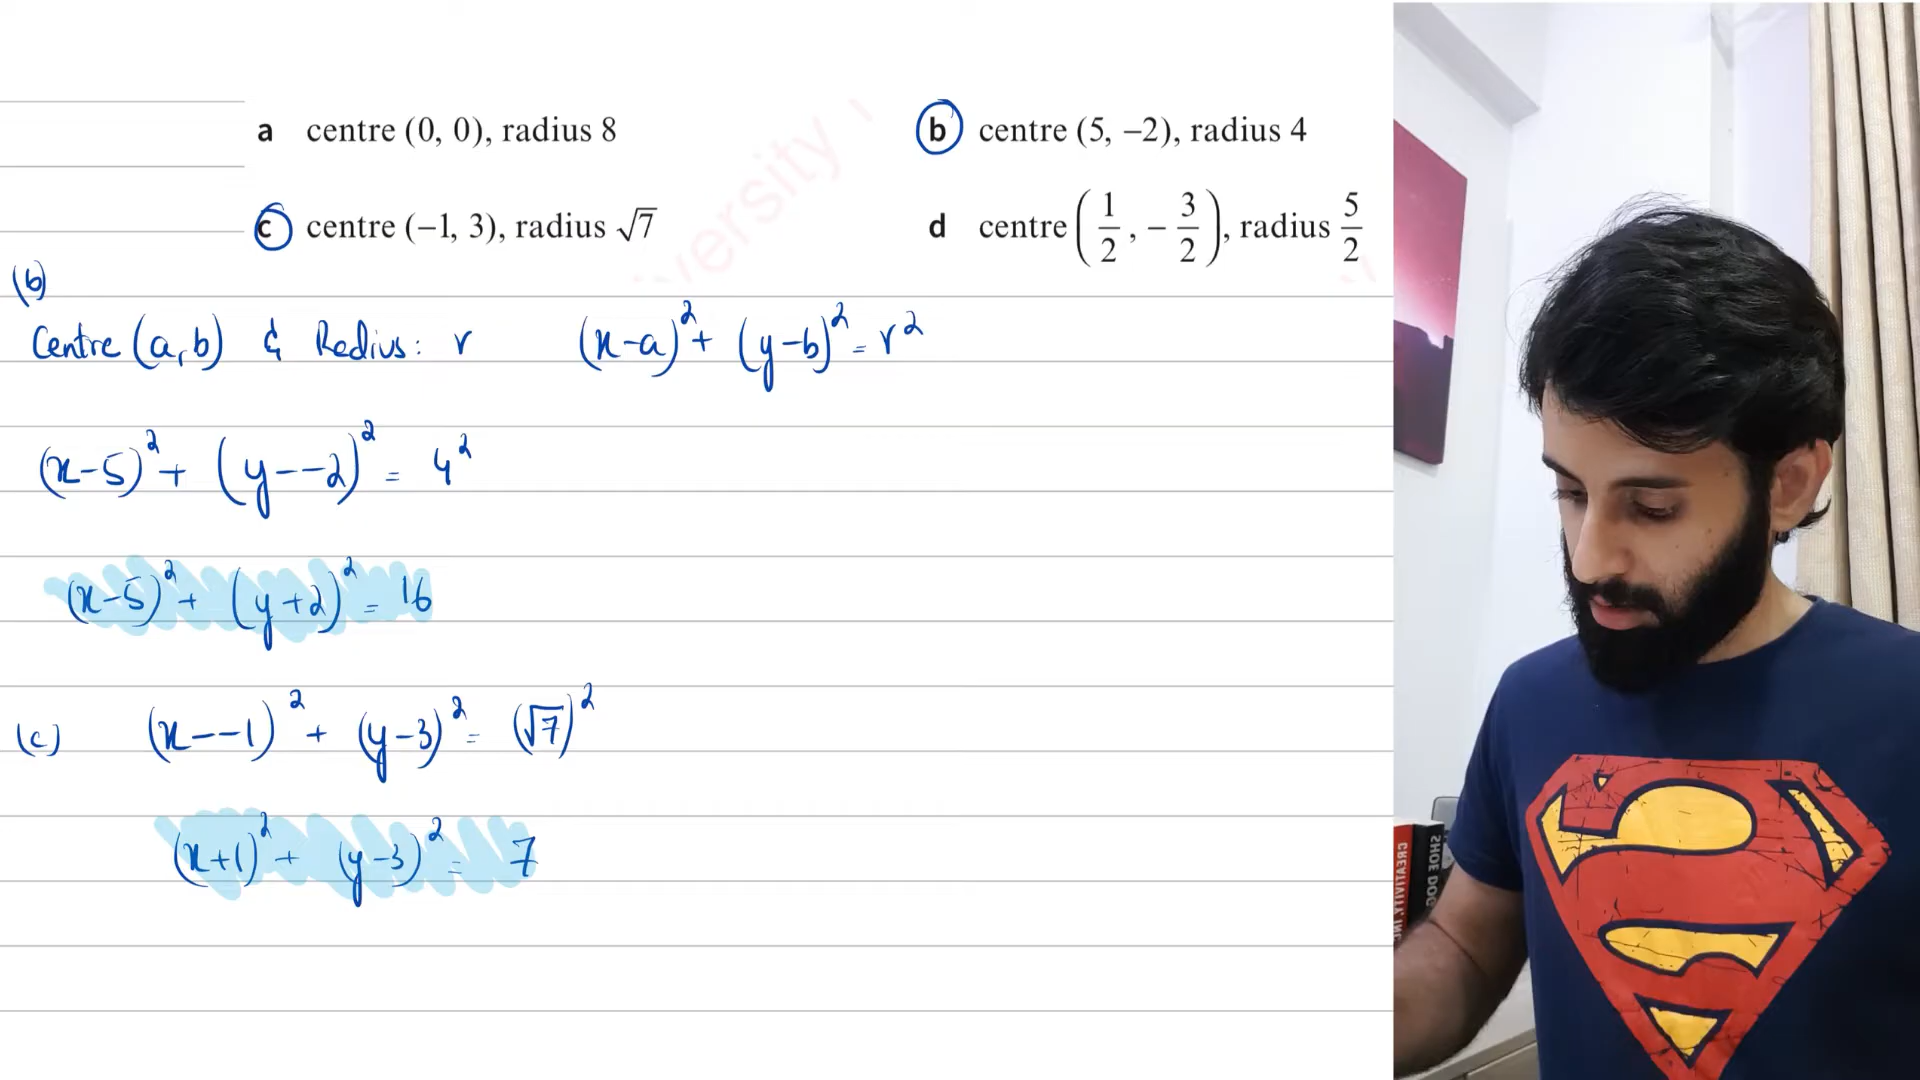 a centre (0, 0), radius 8
b centre (5, –2), radius 4
c centre (–1, 3), radius √7
d centre (1/2, –3/2), radius 5/2
(b)
Centre (a,b) & Radius: r (x-a)² + (y-b)² = r²
(x-5)² + (y--2)² = 4²
(x-5)² + (y+2)² = 16
(c) (x--1)² + (y-3)² = (√7)²
(x+1)² + (y-3)² = 7
versity
iversity
CREATIVITY, INC
SHOE DOG